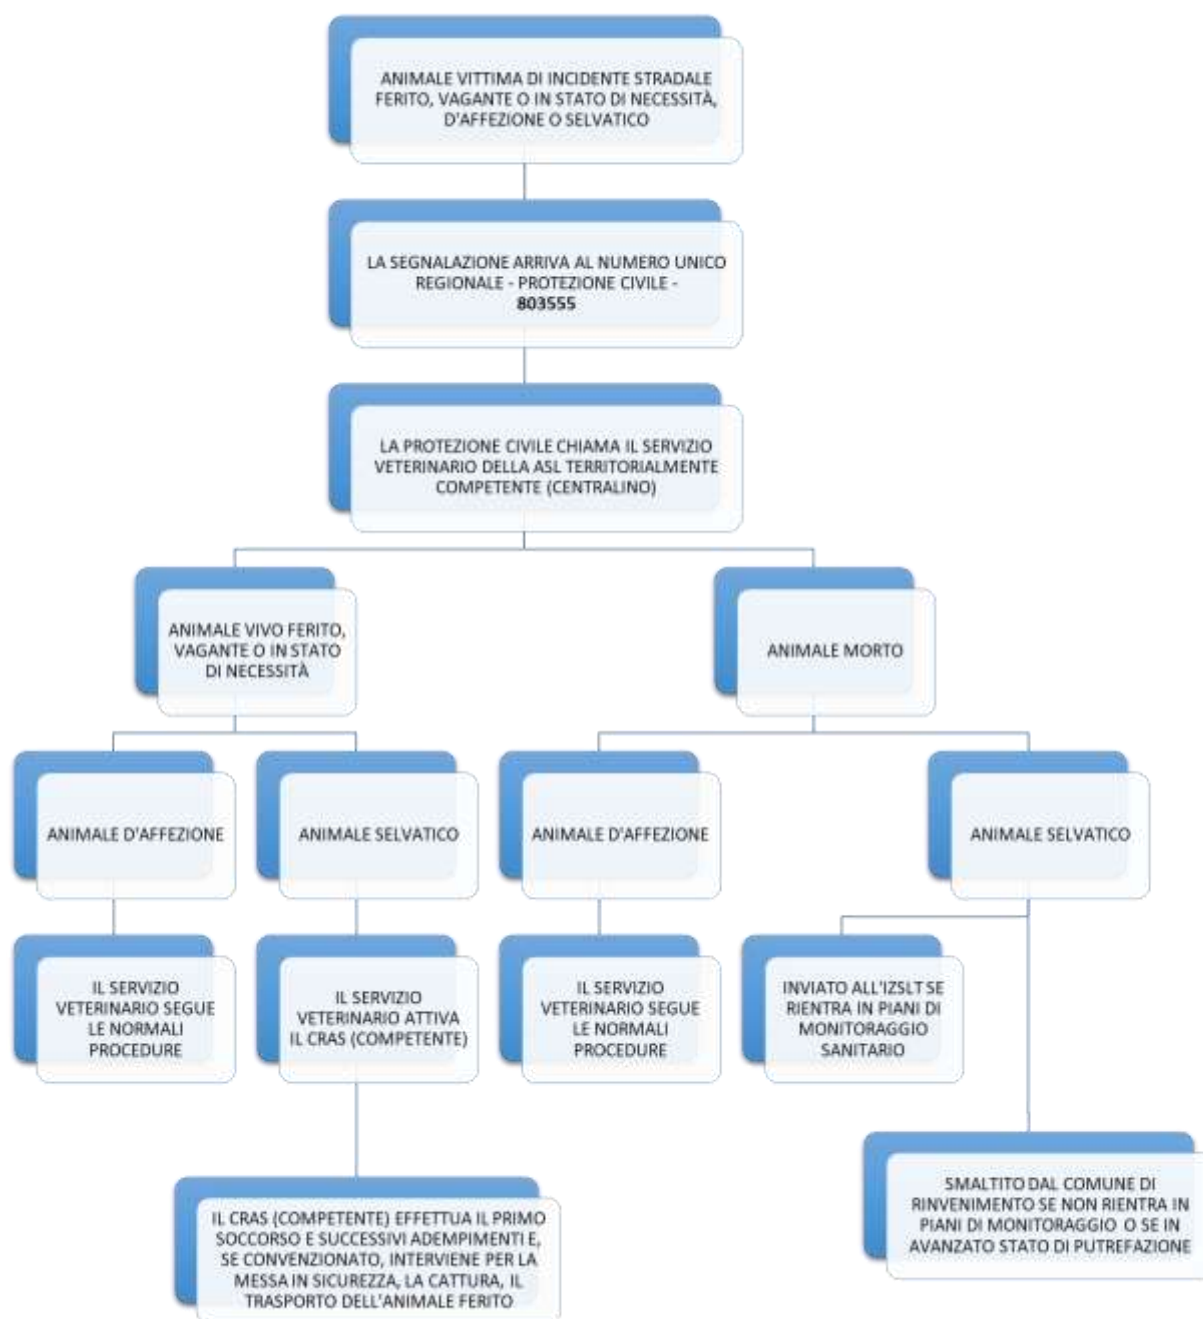 ANIMALE VITTIMA DI INCIDENTE STRADALE
FERITO, VAGANTE O IN STATO DI NECESSITÀ,
D'AFFEZIONE O SELVATICO
LA SEGNALAZIONE ARRIVA AL NUMERO UNICO
REGIONALE - PROTEZIONE CIVILE -
803555
LA PROTEZIONE CIVILE CHIAMA IL SERVIZIO
VETERINARIO DELLA ASL TERRITORIALMENTE
COMPETENTE (CENTRALINO)
ANIMALE VIVO FERITO,
VAGANTE O IN STATO
DI NECESSITÀ
ANIMALE MORTO
ANIMALE D'AFFEZIONE
ANIMALE SELVATICO
ANIMALE D'AFFEZIONE
ANIMALE SELVATICO
IL SERVIZIO
VETERINARIO SEGUE
LE NORMALI
PROCEDURE
IL SERVIZIO
VETERINARIO ATTIVA
IL CRAS (COMPETENTE)
IL SERVIZIO
VETERINARIO SEGUE
LE NORMALI
PROCEDURE
INVIATO ALL'IZSLT SE
RIENTRA IN PIANI DI
MONITORAGGIO
SANITARIO
IL CRAS (COMPETENTE) EFFETTUA IL PRIMO
SOCCORSO E SUCCESSIVI ADEMPIMENTI E,
SE CONVENZIONATO, INTERVIENE PER LA
MESSA IN SICUREZZA, LA CATTURA, IL
TRASPORTO DELL'ANIMALE FERITO
SMALTITO DAL COMUNE DI
RINVENIMENTO SE NON RIENTRA IN
PIANI DI MONITORAGGIO O SE IN
AVANZATO STATO DI PUTREFAZIONE